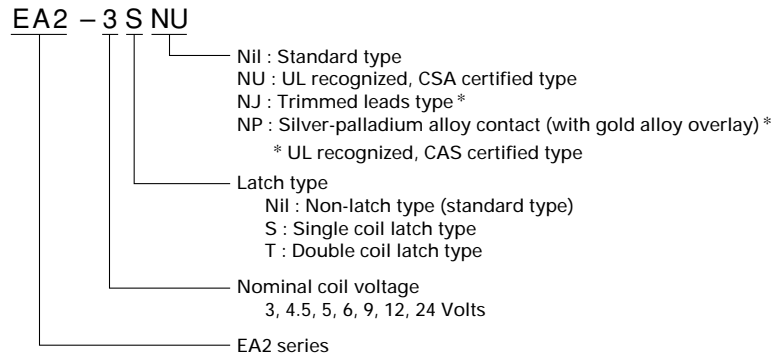 EA2 – 3 S NU
Nil : Standard type
NU : UL recognized, CSA certified type
NJ : Trimmed leads type *
NP : Silver-palladium alloy contact (with gold alloy overlay) *
* UL recognized, CAS certified type
Latch type
Nil : Non-latch type (standard type)
S : Single coil latch type
T : Double coil latch type
Nominal coil voltage
3, 4.5, 5, 6, 9, 12, 24 Volts
EA2 series